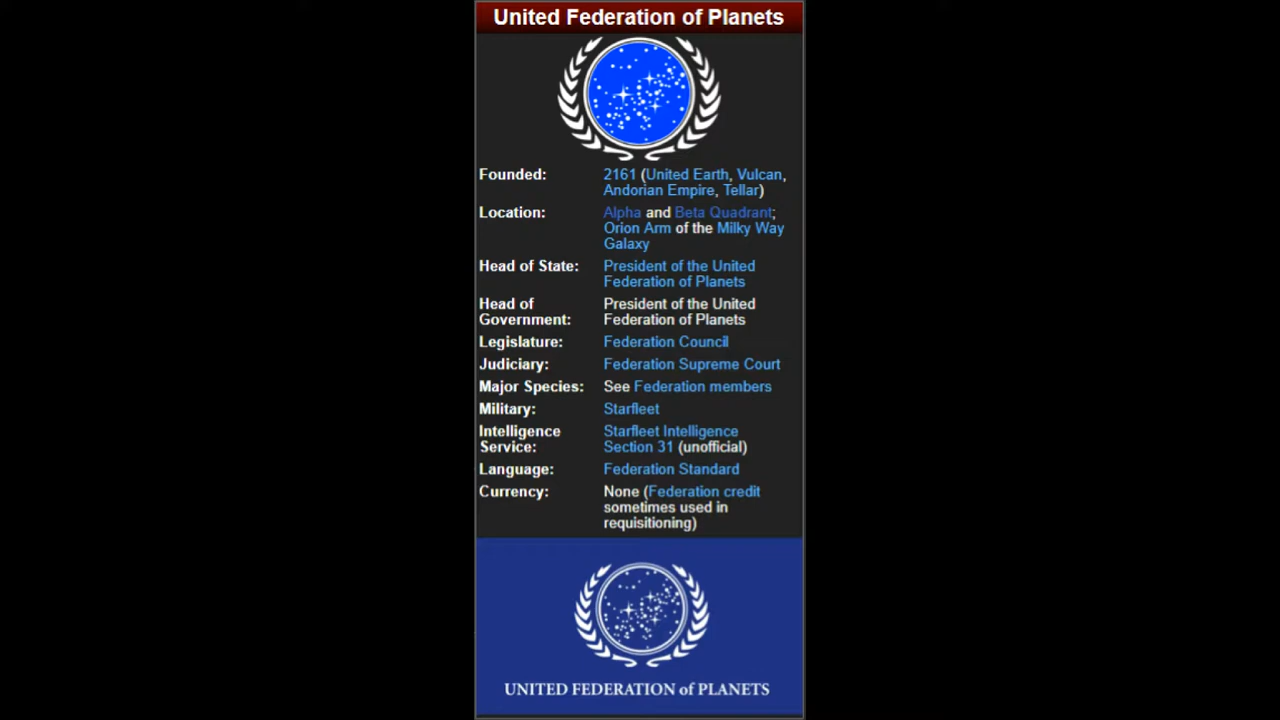 United Federation of Planets
Founded: 2161 (United Earth, Vulcan,
Andorian Empire, Tellar)
Location: Alpha and Beta Quadrant;
Orion Arm of the Milky Way
Galaxy
Head of State: President of the United
Federation of Planets
Head of President of the United
Government: Federation of Planets
Legislature: Federation Council
Judiciary: Federation Supreme Court
Major Species: See Federation members
Military: Starfleet
Intelligence Starfleet Intelligence
Service: Section 31 (unofficial)
Language: Federation Standard
Currency: None (Federation credit
sometimes used in
requisitioning)
UNITED FEDERATION of PLANETS